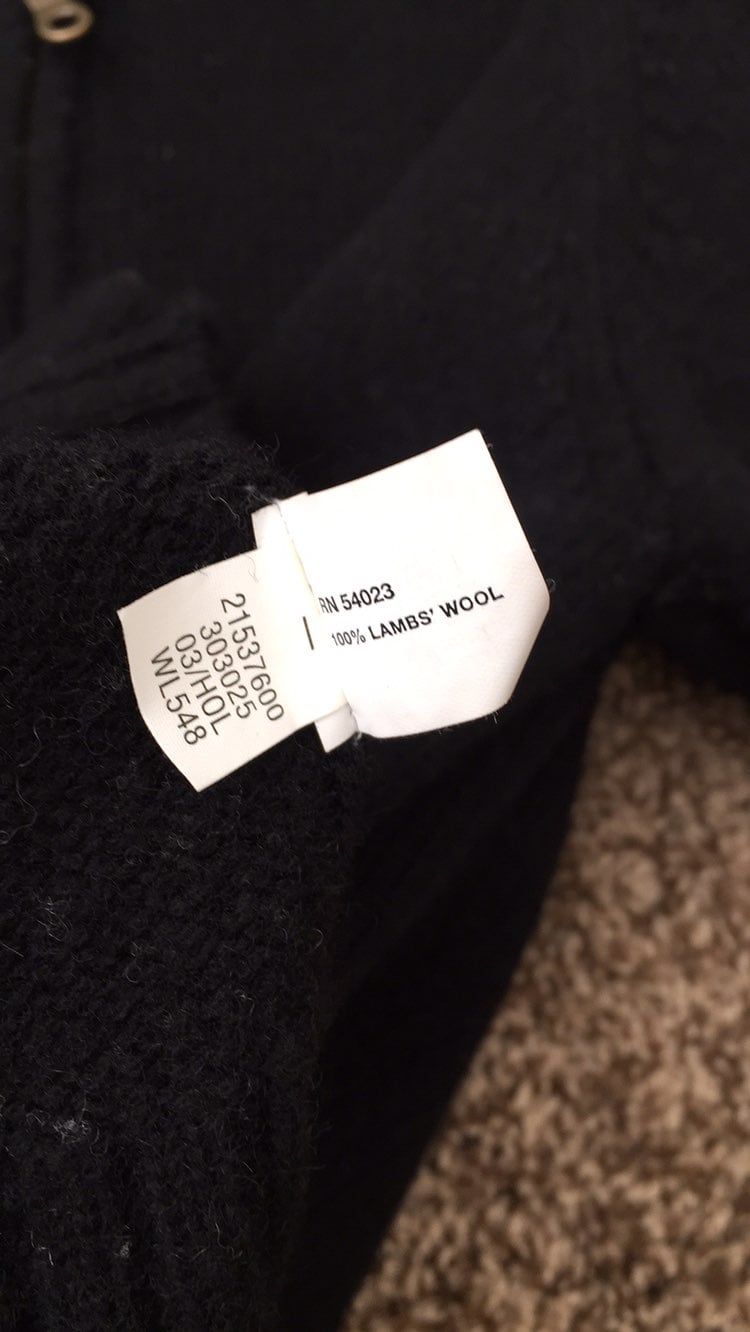 RN 54023
100% LAMBS' WOOL
21537600
303025
03/HOL
WL548